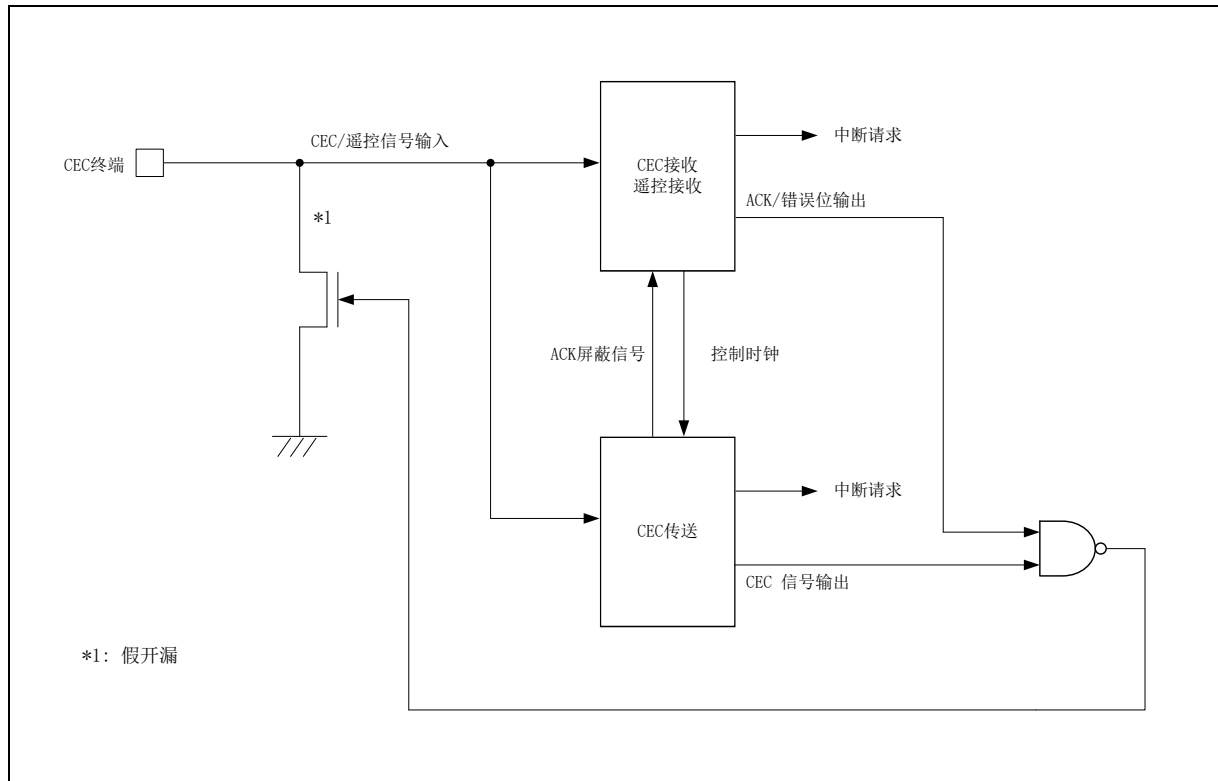 CEC/遥控信号输入
CEC终端
*1
CEC接收
遥控接收
中断请求
ACK/错误位输出
ACK屏蔽信号
控制时钟
CEC传送
中断请求
CEC 信号输出
*1: 假开漏